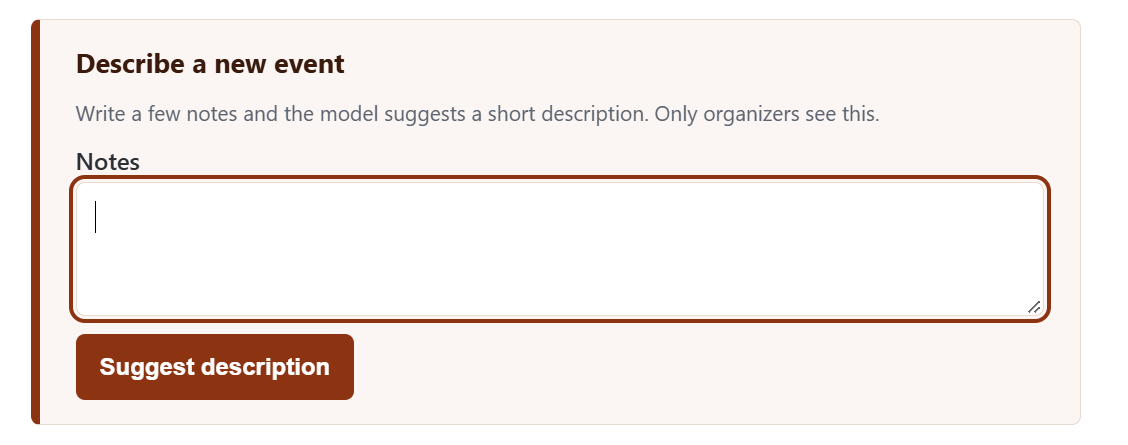 Describe a new event
Write a few notes and the model suggests a short description. Only organizers see this.
Notes
Suggest description